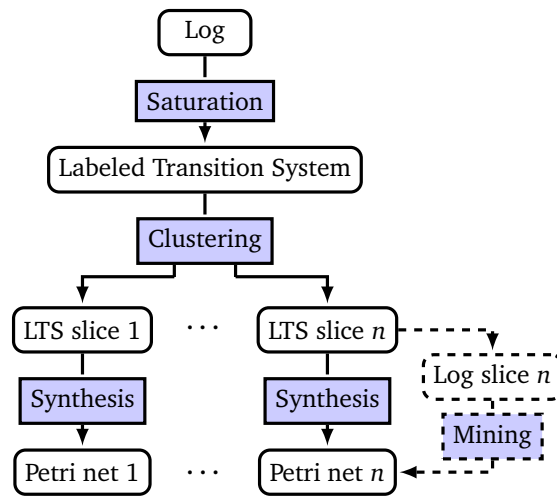 Log
Saturation
Labeled Transition System
Clustering
LTS slice 1 ··· LTS slice n
Log slice n
Synthesis Synthesis
Mining
Petri net 1 ··· Petri net n